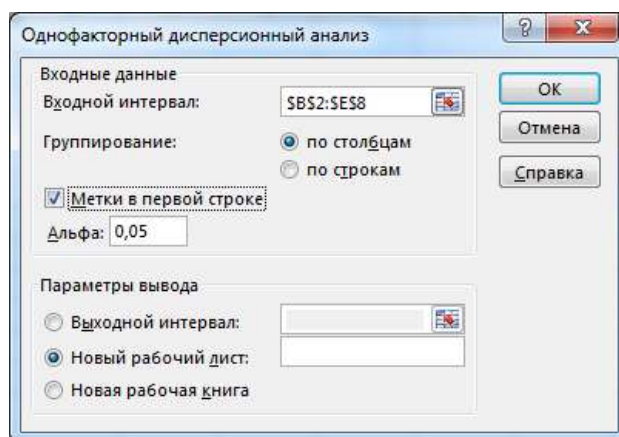 Однофакторный дисперсионный анализ
Входные данные
Входной интервал: $B$2:$E$8
Группирование: по столбцам
по строкам
Метки в первой строке
Альфа: 0,05
Параметры вывода
Выходной интервал:
Новый рабочий лист:
Новая рабочая книга
ОК
Отмена
Справка